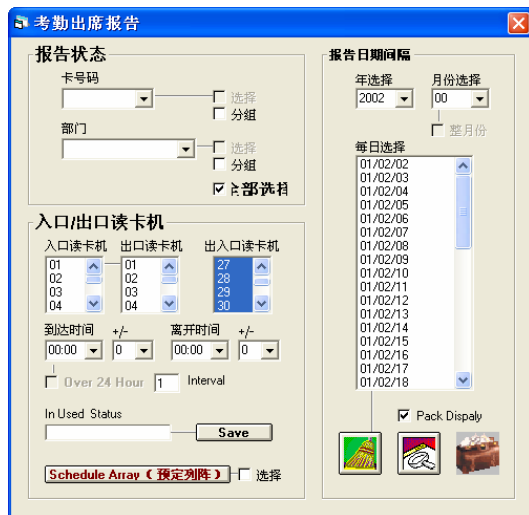 考勤出席报告
报告状态
卡号码
选择
分组
部门
选择
分组
部选择
入口/出口读卡机
入口读卡机 出口读卡机 出入口读卡机
01 01 27
02 02 28
03 03 29
04 04 30
到达时间 +/- 离开时间 +/-
00:00 0 00:00 0
Over 24 Hour 1 Interval
In Used Status
Save
Schedule Array ( 预定列阵 ) 选择
报告日期间隔
年选择 月份选择
2002 00
整月份
每日选择
01/02/02
01/02/03
01/02/04
01/02/05
01/02/06
01/02/07
01/02/08
01/02/09
01/02/10
01/02/11
01/02/12
01/02/13
01/02/14
01/02/15
01/02/16
01/02/17
01/02/18
Pack Dispaly